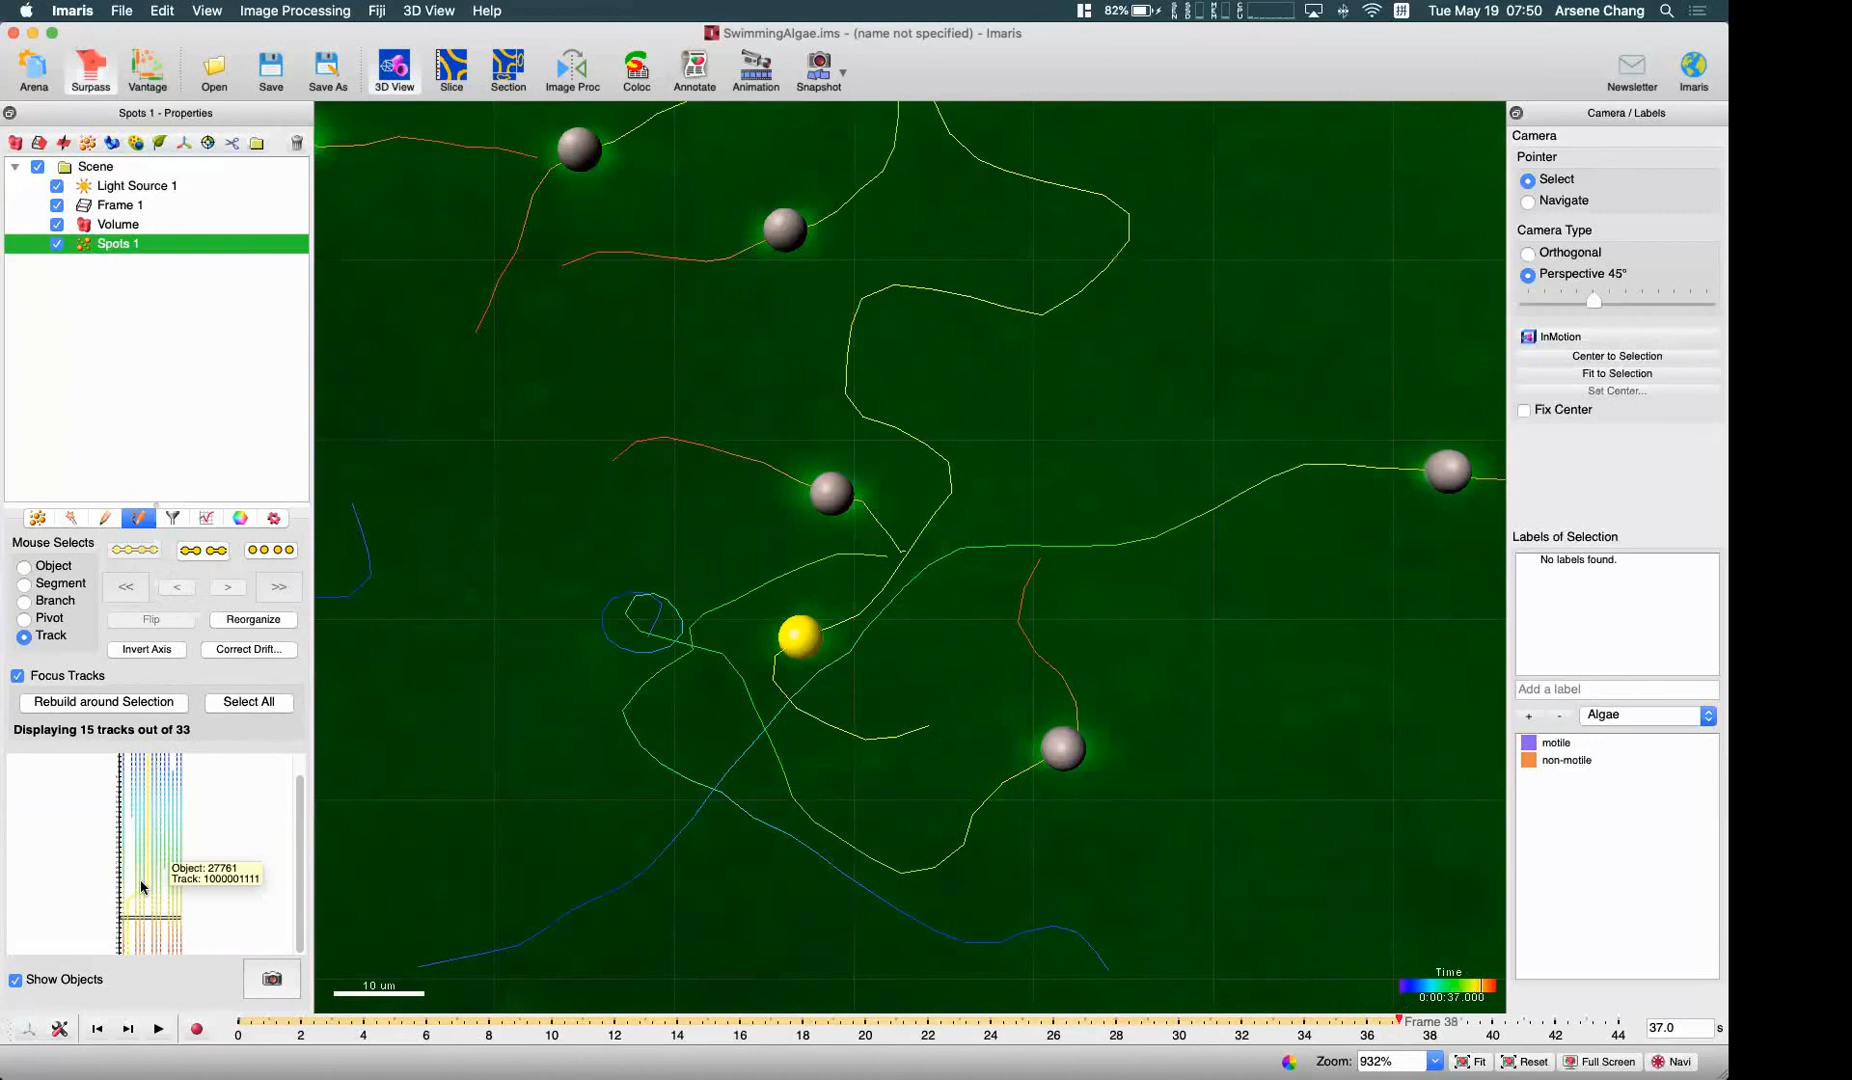 Imaris File Edit View Image Processing Fiji 3D View Help
82% Tue May 19 07:50 Arsene Chang
SwimmingAlgae.ims - (name not specified) - Imaris
Arena Surpass Vantage Open Save Save As 3D View Slice Section Image Proc Coloc Annotate Animation Snapshot Newsletter Imaris
Spots 1 - Properties
Scene
Light Source 1
Frame 1
Volume
Spots 1
Mouse Selects
Object
Segment
Branch
Pivot
Track
<< < > >>
Flip Reorganize
Invert Axis Correct Drift...
Focus Tracks
Rebuild around Selection Select All
Displaying 15 tracks out of 33
Object: 27761
Track: 1000001111
Show Objects
10 um
Time
0:00:37.000
Camera / Labels
Camera
Pointer
Select
Navigate
Camera Type
Orthogonal
Perspective 45°
InMotion
Center to Selection
Fit to Selection
Set Center...
Fix Center
Labels of Selection
No labels found.
Add a label
+ - Algae
motile
non-motile
Frame 38
0 2 4 6 8 10 12 14 16 18 20 22 24 26 28 30 32 34 36 38 40 42 44 37.0 s
Zoom: 932% Fit Reset Full Screen Navi